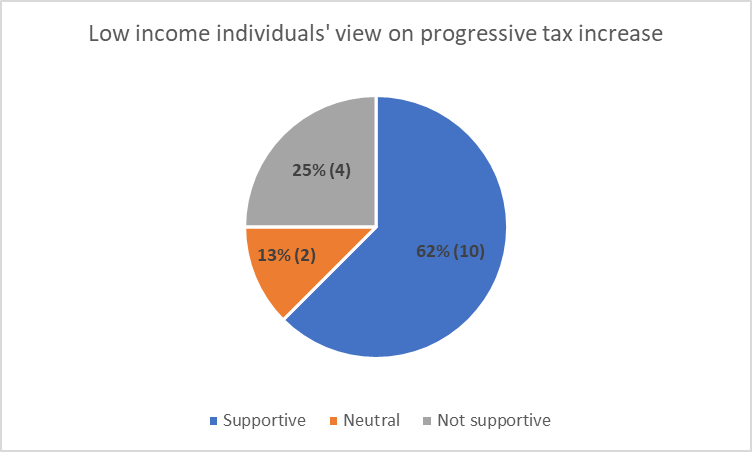 Low income individuals' view on progressive tax increase
25% (4)
13% (2)
62% (10)
Supportive Neutral Not supportive